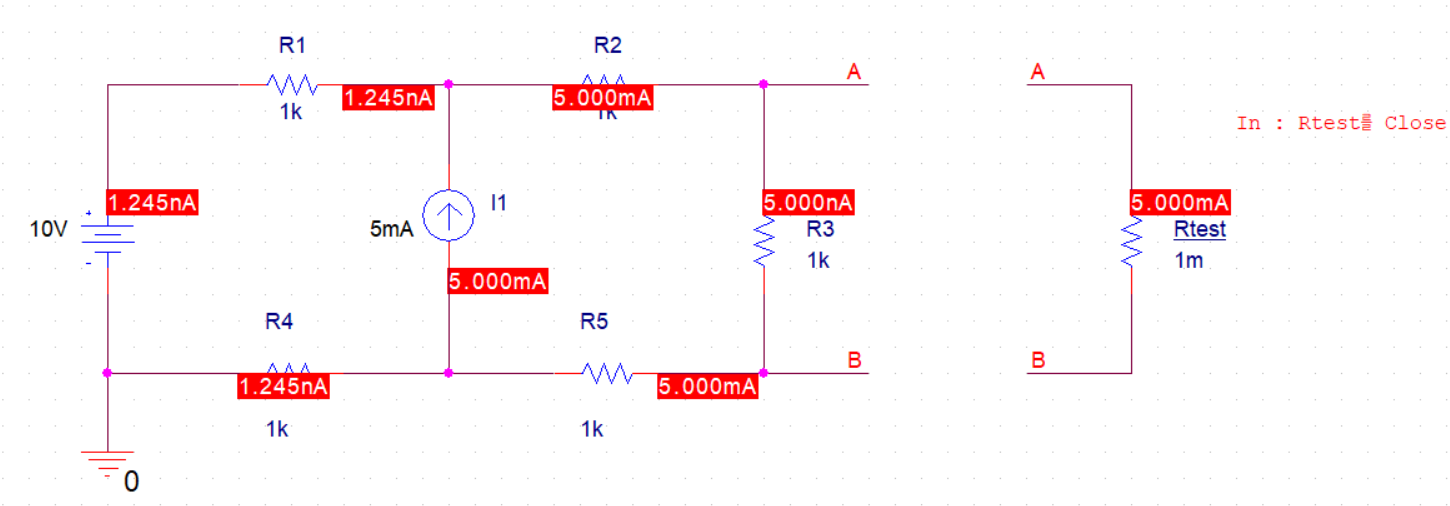 R1
R2
A
A
1.245nA
5.000mA
1k
1k
In : Rtest를 Close
1.245nA
I1
5.000nA
5.000mA
10V
5mA
R3
Rtest
1k
1m
5.000mA
R4
R5
B
B
1.245nA
5.000mA
1k
1k
0